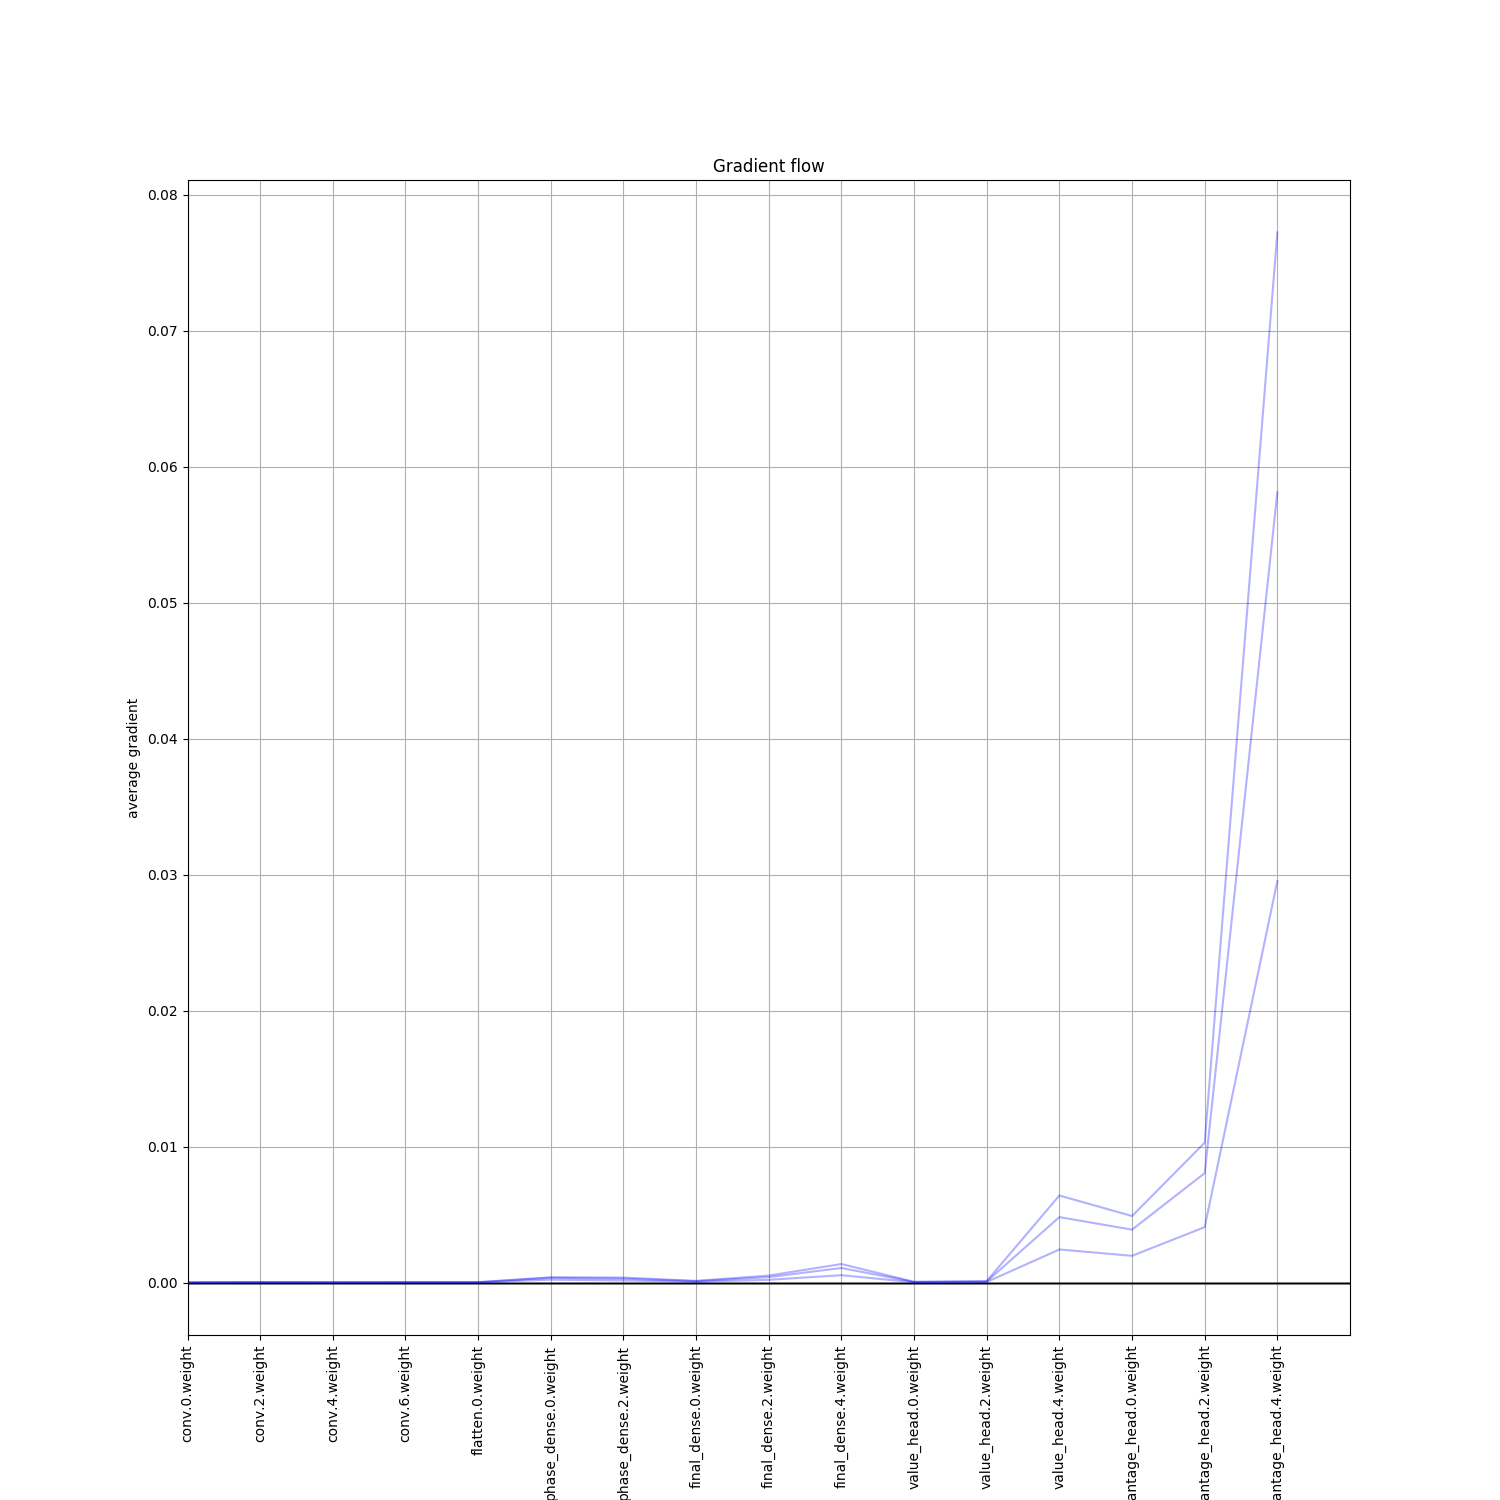 Gradient flow
0.08
0.07
0.06
0.05
0.04
0.03
0.02
0.01
0.00
average gradient
conv.0.weight
conv.2.weight
conv.4.weight
conv.6.weight
flatten.0.weight
phase_dense.0.weight
phase_dense.2.weight
final_dense.0.weight
final_dense.2.weight
final_dense.4.weight
value_head.0.weight
value_head.2.weight
value_head.4.weight
antage_head.0.weight
antage_head.2.weight
antage_head.4.weight